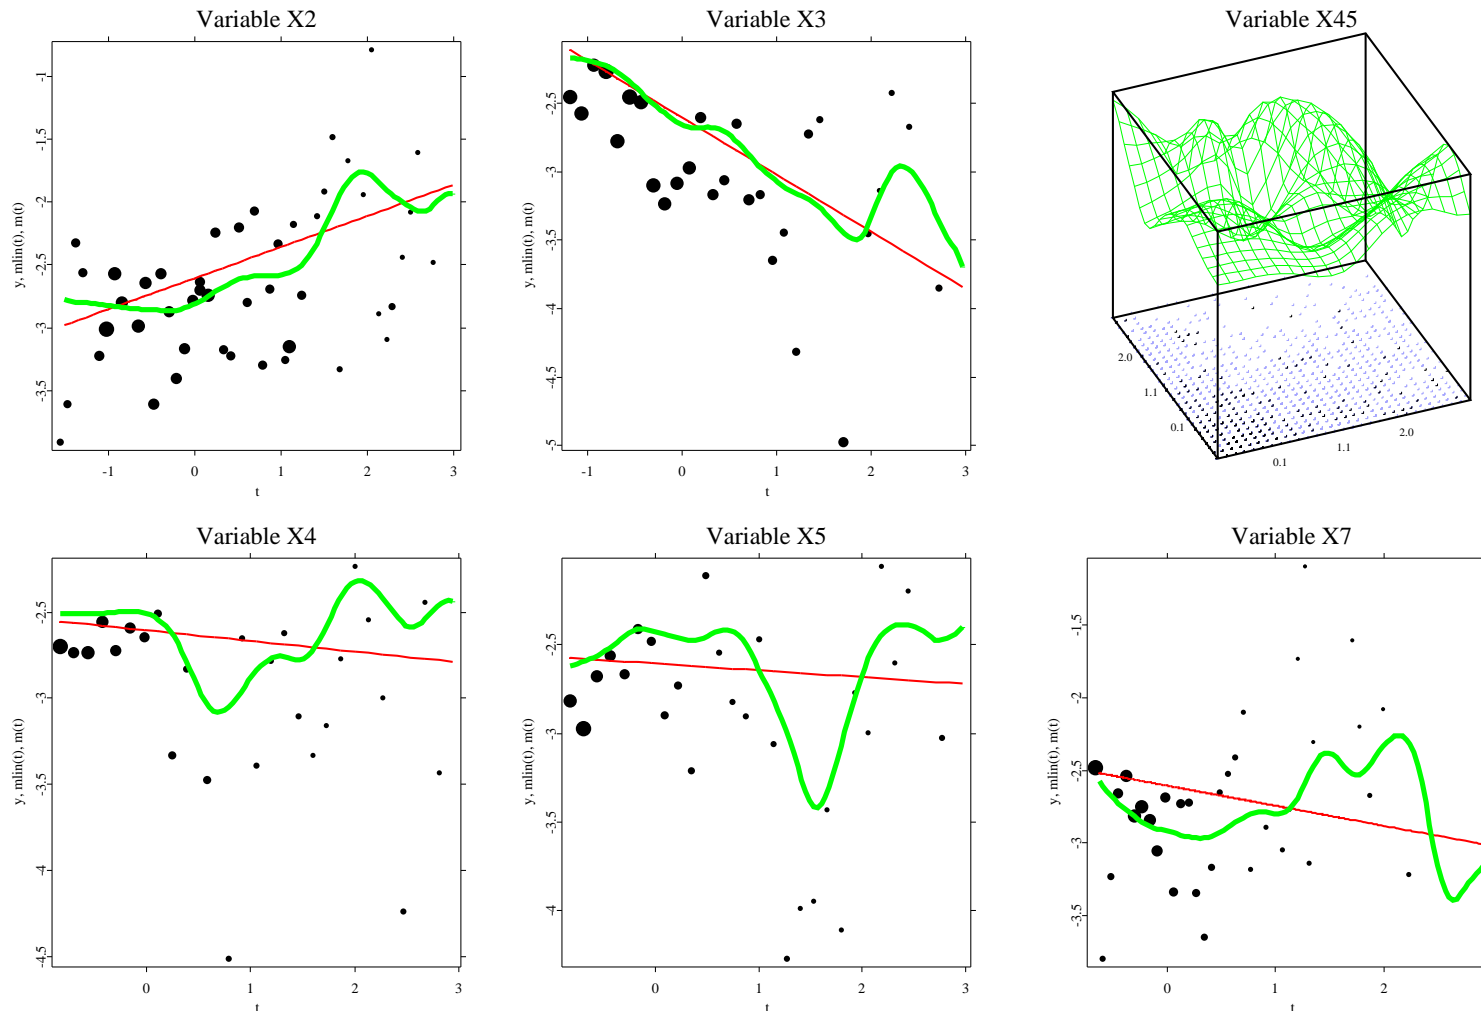 Variable X2
y, mlin(t), m(t)
-1
-1.5
-2
-2.5
-3
-3.5
-1 0 1 2 3
t
Variable X3
y, mlin(t), m(t)
-2.5
-3
-3.5
-4
-4.5
-5
-1 0 1 2 3
t
Variable X45
2.0
1.1
0.1
0.1
1.1
2.0
Variable X4
y, mlin(t), m(t)
-2.5
-3
-3.5
-4
-4.5
0 1 2 3
t
Variable X5
y, mlin(t), m(t)
-2.5
-3
-3.5
-4
0 1 2 3
t
Variable X7
y, mlin(t), m(t)
-1.5
-2
-2.5
-3
-3.5
0 1 2
t